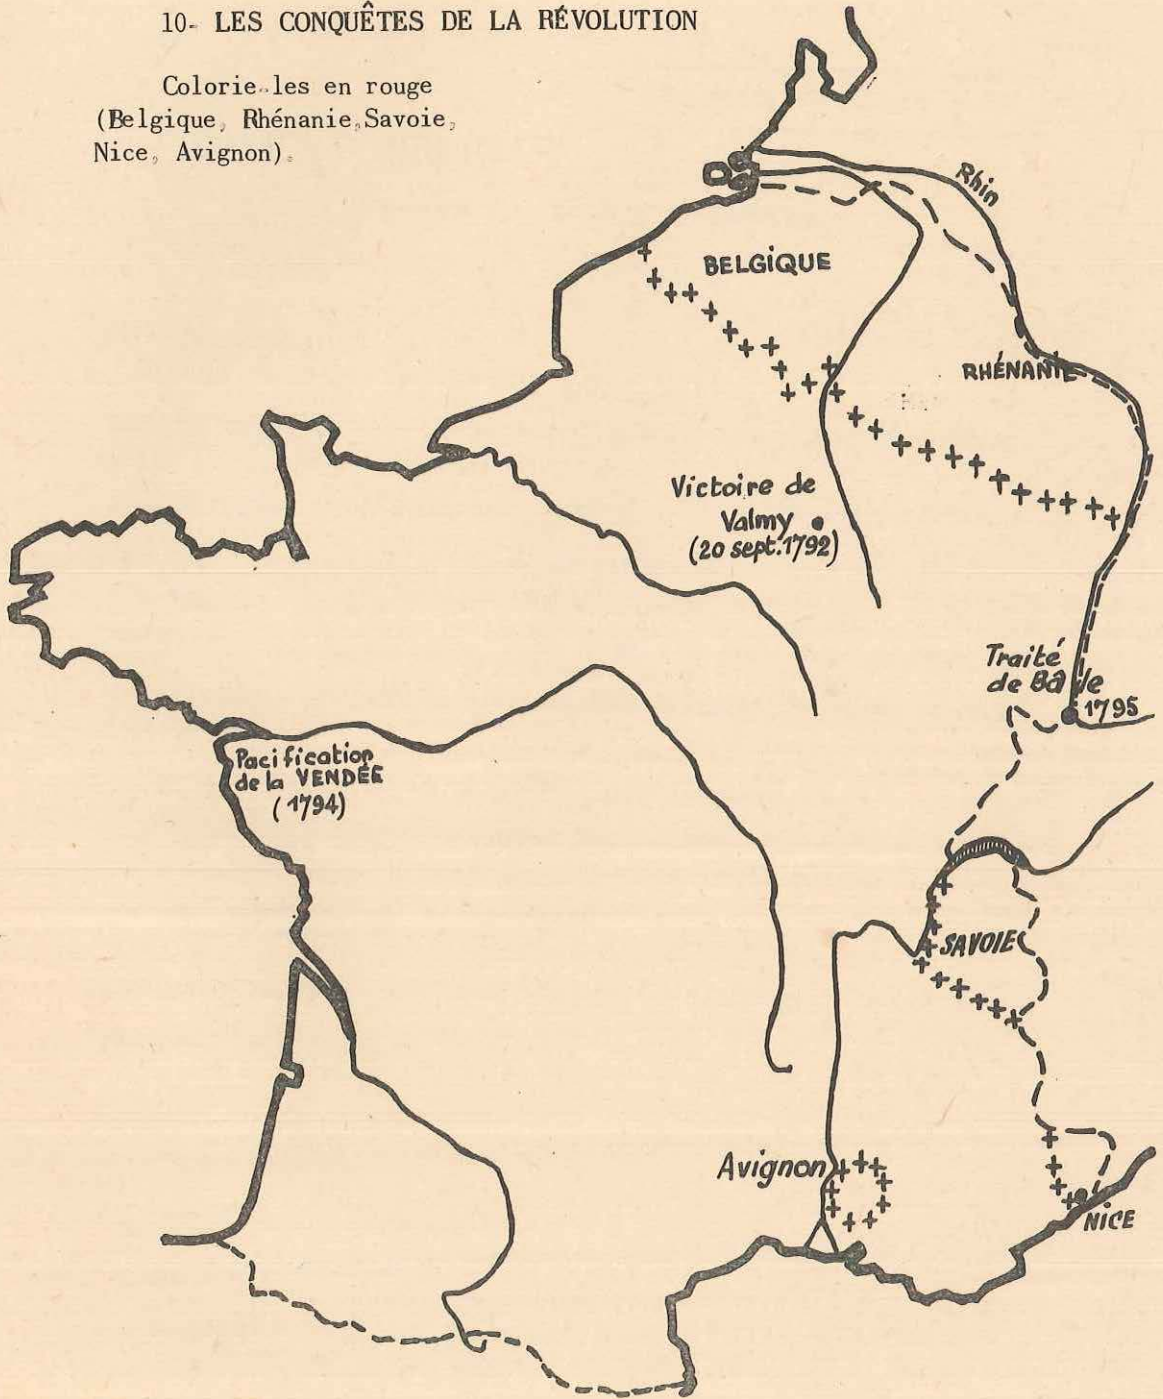 10- LES CONQUÊTES DE LA RÉVOLUTION
Colorie-les en rouge
(Belgique, Rhénanie, Savoie,
Nice, Avignon).
Rhin
BELGIQUE
RHÉNANIE
Victoire de
Valmy
(20 sept. 1792)
Traité
de Bâle
1795
Pacification
de la VENDÉE
(1794)
SAVOIE
Avignon
NICE